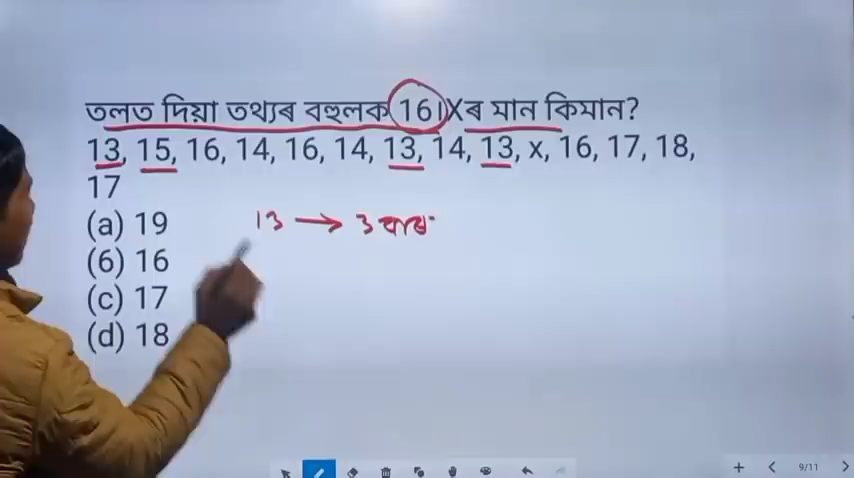 তলত দিয়া তথ্যৰ বহুলক 16। Xৰ মান কিমান?
13, 15, 16, 14, 16, 14, 13, 14, 13, x, 16, 17, 18,
17
(a) 19
13 → 3 বাৰ
(6) 16
(c) 17
(d) 18
9/11